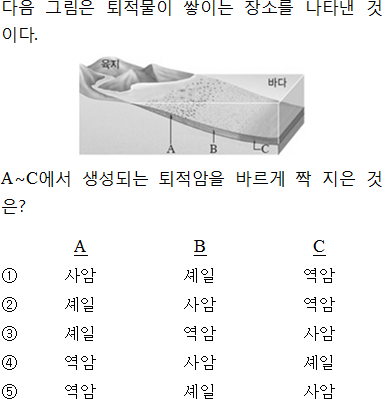 다음 그림은 퇴적물이 쌓이는 장소를 나타낸 것
이다.
육지
바다
A B C
A~C에서 생성되는 퇴적암을 바르게 짝 지은 것
은?
A B C
① 사암 셰일 역암
② 셰일 사암 역암
③ 셰일 역암 사암
④ 역암 사암 셰일
⑤ 역암 셰일 사암